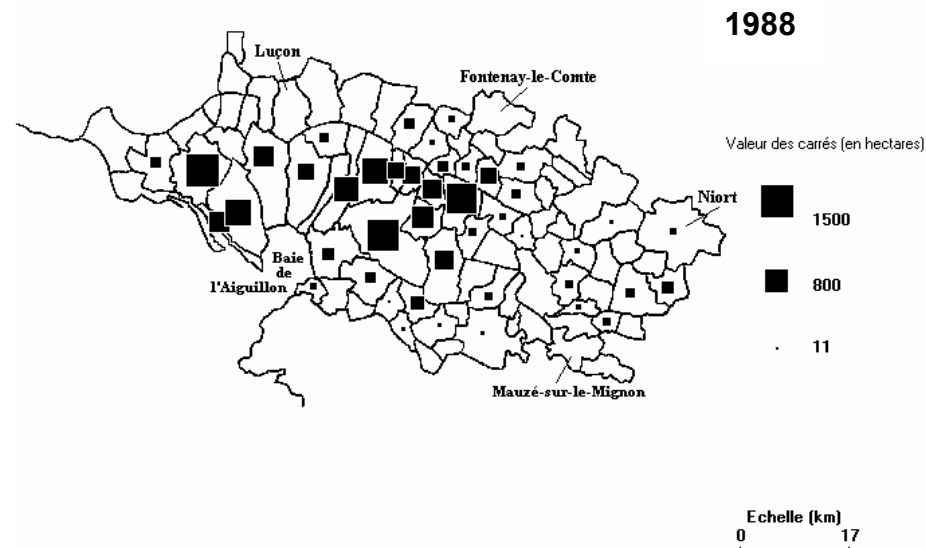 1988
Luçon
Fontenay-le-Comte
Valeur des carrés (en hectares)
Niort
1500
Baie
de
l'Aiguillon
800
11
Mauzé-sur-le-Mignon
Echelle (km)
0 17